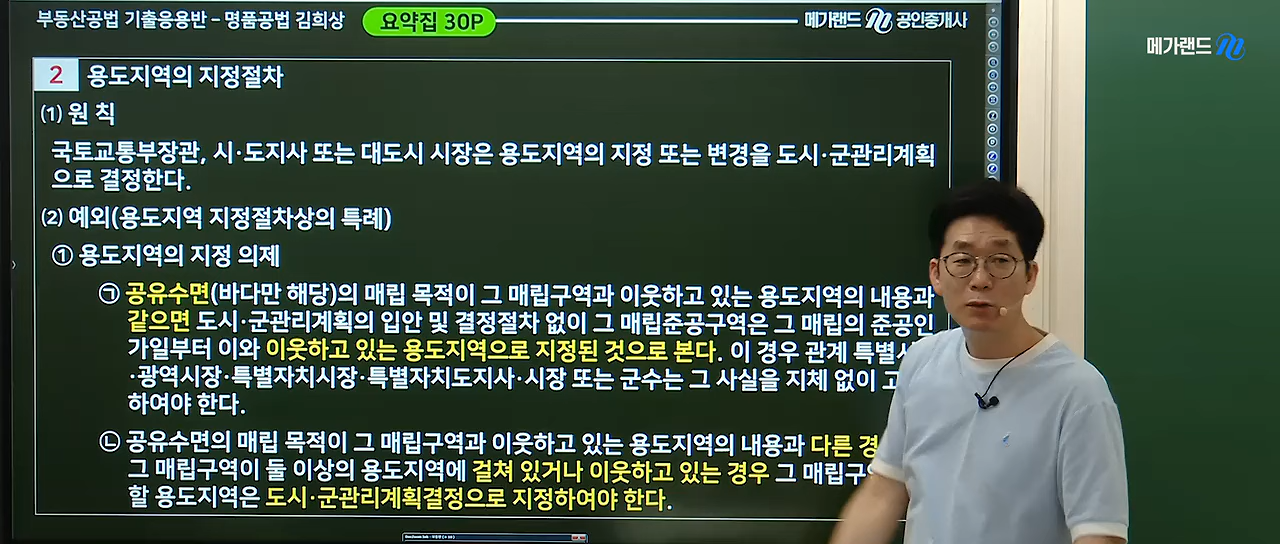 부동산공법 기출응용반 – 명품공법 김희상
요약집 30P
메가랜드 공인중개사
메가랜드
2 용도지역의 지정절차
(1) 원 칙
국토교통부장관, 시·도지사 또는 대도시 시장은 용도지역의 지정 또는 변경을 도시·군관리계획
으로 결정한다.
(2) 예외(용도지역 지정절차상의 특례)
① 용도지역의 지정 의제
㉠ 공유수면(바다만 해당)의 매립 목적이 그 매립구역과 이웃하고 있는 용도지역의 내용과
같으면 도시·군관리계획의 입안 및 결정절차 없이 그 매립준공구역은 그 매립의 준공인
가일부터 이와 이웃하고 있는 용도지역으로 지정된 것으로 본다. 이 경우 관계
·광역시장·특별자치시장·특별자치도지사·시장 또는 군수는 그 사실을 지체 없이
하여야 한다.
㉡ 공유수면의 매립 목적이 그 매립구역과 이웃하고 있는 용도지역의 내용과 다른
그 매립구역이 둘 이상의 용도지역에 걸쳐 있거나 이웃하고 있는 경우 그
할 용도지역은 도시·군관리계획결정으로 지정하여야 한다.